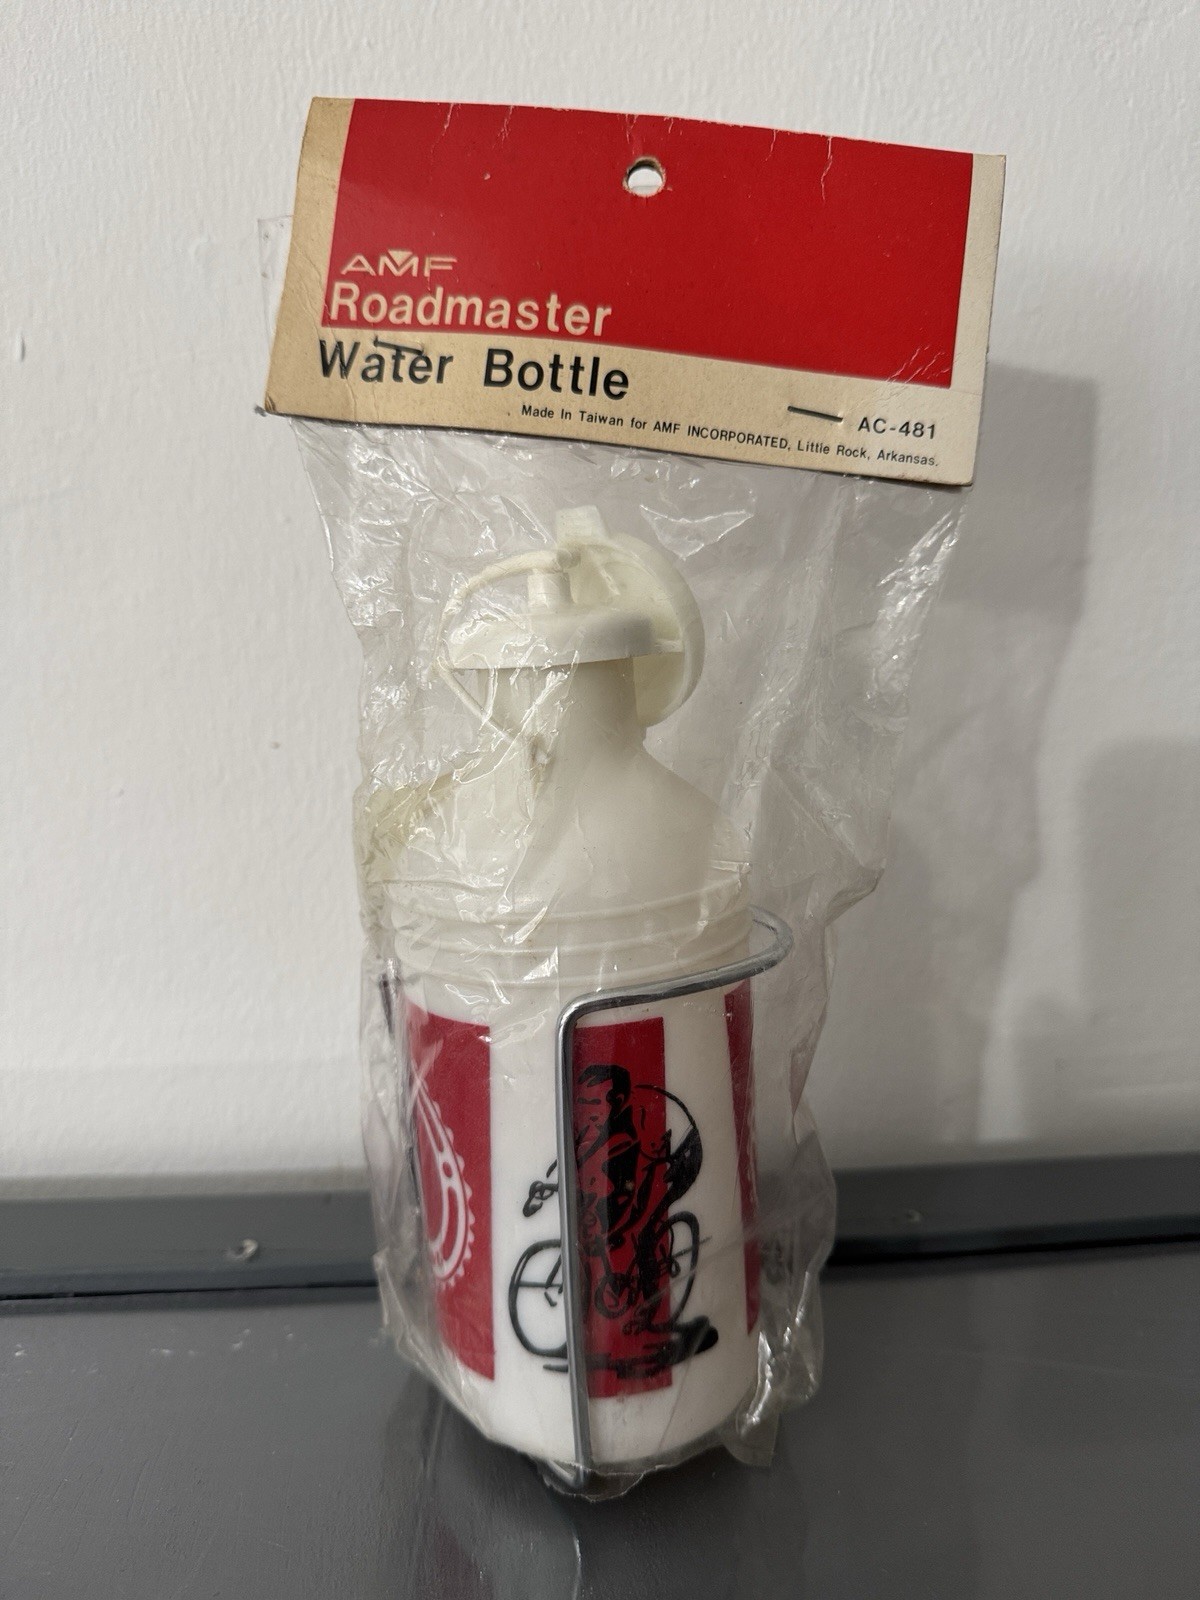 AMF
Roadmaster
Water Bottle
AC-481
Made In Taiwan for AMF INCORPORATED, Little Rock, Arkansas.